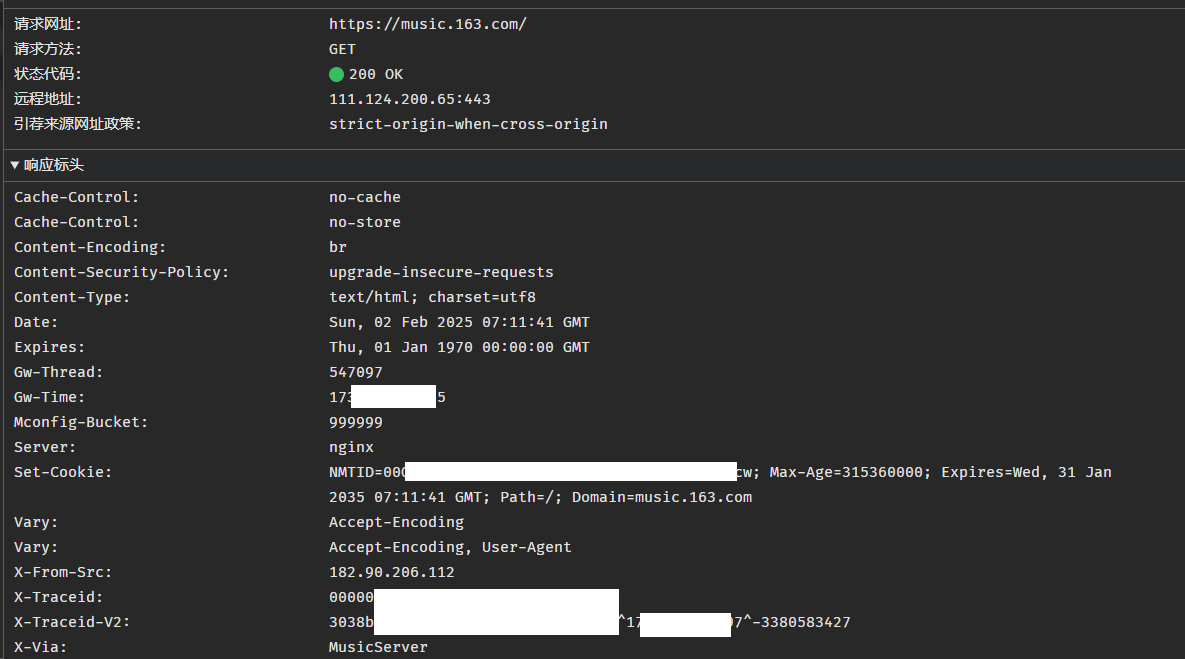 请求网址: https://music.163.com/
请求方法: GET
状态代码: 200 OK
远程地址: 111.124.200.65:443
引荐来源网址政策: strict-origin-when-cross-origin
▼ 响应标头
Cache-Control: no-cache
Cache-Control: no-store
Content-Encoding: br
Content-Security-Policy: upgrade-insecure-requests
Content-Type: text/html; charset=utf8
Date: Sun, 02 Feb 2025 07:11:41 GMT
Expires: Thu, 01 Jan 1970 00:00:00 GMT
Gw-Thread: 547097
Gw-Time: 173 5
Mconfig-Bucket: 999999
Server: nginx
Set-Cookie: NMTID=00 cw; Max-Age=315360000; Expires=Wed, 31 Jan
2035 07:11:41 GMT; Path=/; Domain=music.163.com
Vary: Accept-Encoding
Vary: Accept-Encoding, User-Agent
X-From-Src: 182.90.206.112
X-Traceid: 00000
X-Traceid-V2: 3038b ^17 7^-3380583427
X-Via: MusicServer